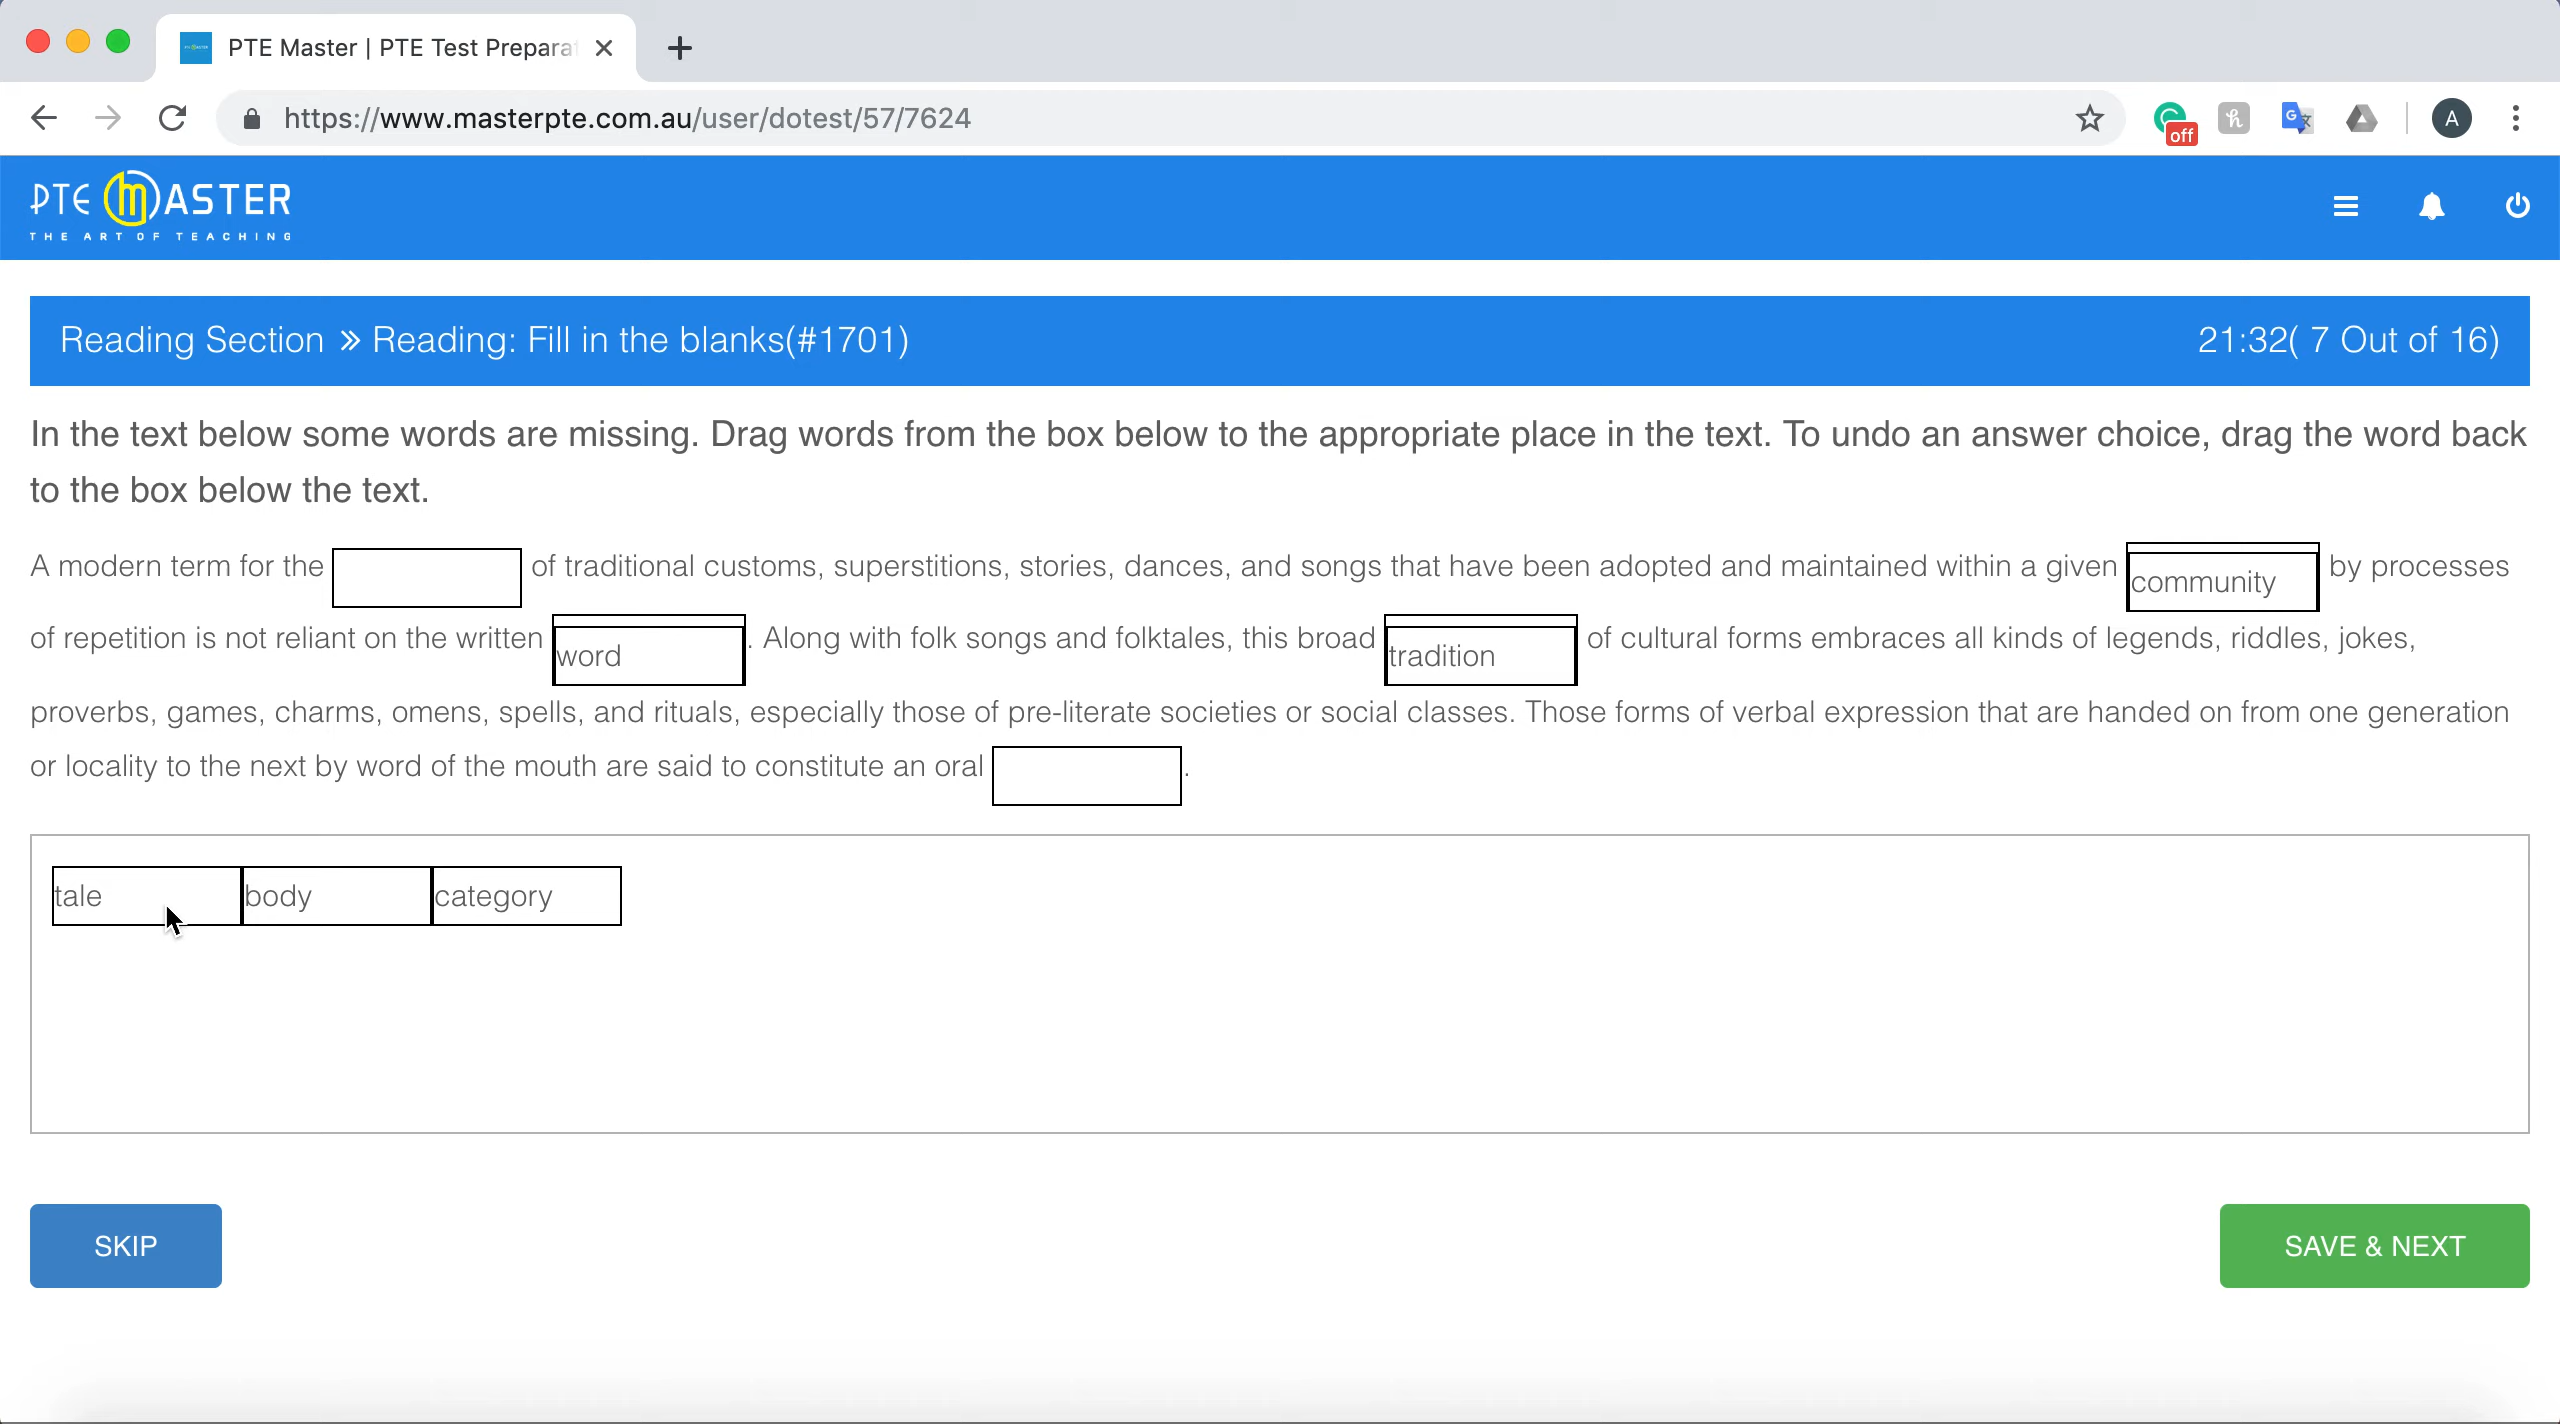 PTE Master | PTE Test Prepara
https://www.masterpte.com.au/user/dotest/57/7624
off
A
PTE MASTER
THE ART OF TEACHING
Reading Section » Reading: Fill in the blanks(#1701)
21:32( 7 Out of 16)
In the text below some words are missing. Drag words from the box below to the appropriate place in the text. To undo an answer choice, drag the word back
to the box below the text.
A modern term for the of traditional customs, superstitions, stories, dances, and songs that have been adopted and maintained within a given community by processes
of repetition is not reliant on the written word. Along with folk songs and folktales, this broad tradition of cultural forms embraces all kinds of legends, riddles, jokes,
proverbs, games, charms, omens, spells, and rituals, especially those of pre-literate societies or social classes. Those forms of verbal expression that are handed on from one generation
or locality to the next by word of the mouth are said to constitute an oral .
tale body category
SKIP
SAVE & NEXT